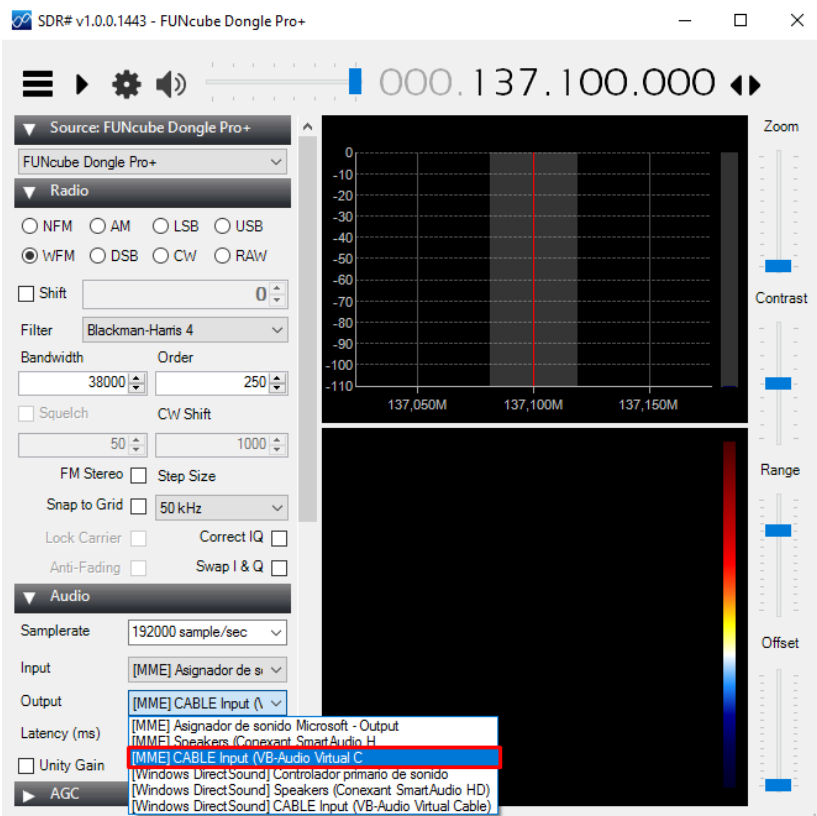 SDR# v1.0.0.1443 - FUNcube Dongle Pro+
000.137.100.000
Source: FUNcube Dongle Pro+
FUNcube Dongle Pro+
Radio
NFM AM LSB USB
WFM DSB CW RAW
Shift 0
Filter Blackman-Harris 4
Bandwidth Order
38000 250
Squelch CW Shift
50 1000
FM Stereo Step Size
Snap to Grid 50 kHz
Lock Carrier Correct IQ
Anti-Fading Swap I & Q
Audio
Samplerate 192000 sample/sec
Input [MME] Asignador de s
Output [MME] CABLE Input (V
Latency (ms)
Unity Gain
AGC
[MME] Asignador de sonido Microsoft - Output
[MME] Speakers (Conexant SmartAudio H
[MME] CABLE Input (VB-Audio Virtual C
[Windows DirectSound] Controlador primario de sonido
[Windows DirectSound] Speakers (Conexant SmartAudio HD)
[Windows DirectSound] CABLE Input (VB-Audio Virtual Cable)
0
-10
-20
-30
-40
-50
-60
-70
-80
-90
-100
-110
137,050M 137,100M 137,150M
Zoom
Contrast
Range
Offset